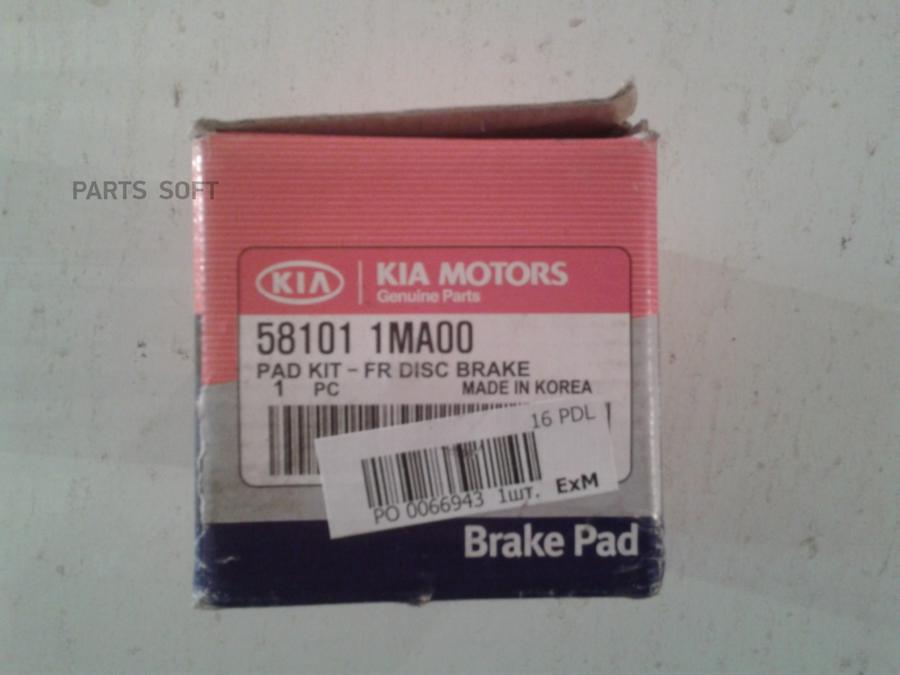 PARTS SOFT
KIA
KIA MOTORS
Genuine Parts
58101 1MA00
PAD KIT - FR DISC BRAKE
1 PC MADE IN KOREA
16 PDL
PO 0066943 1шт. ExM
Brake Pad